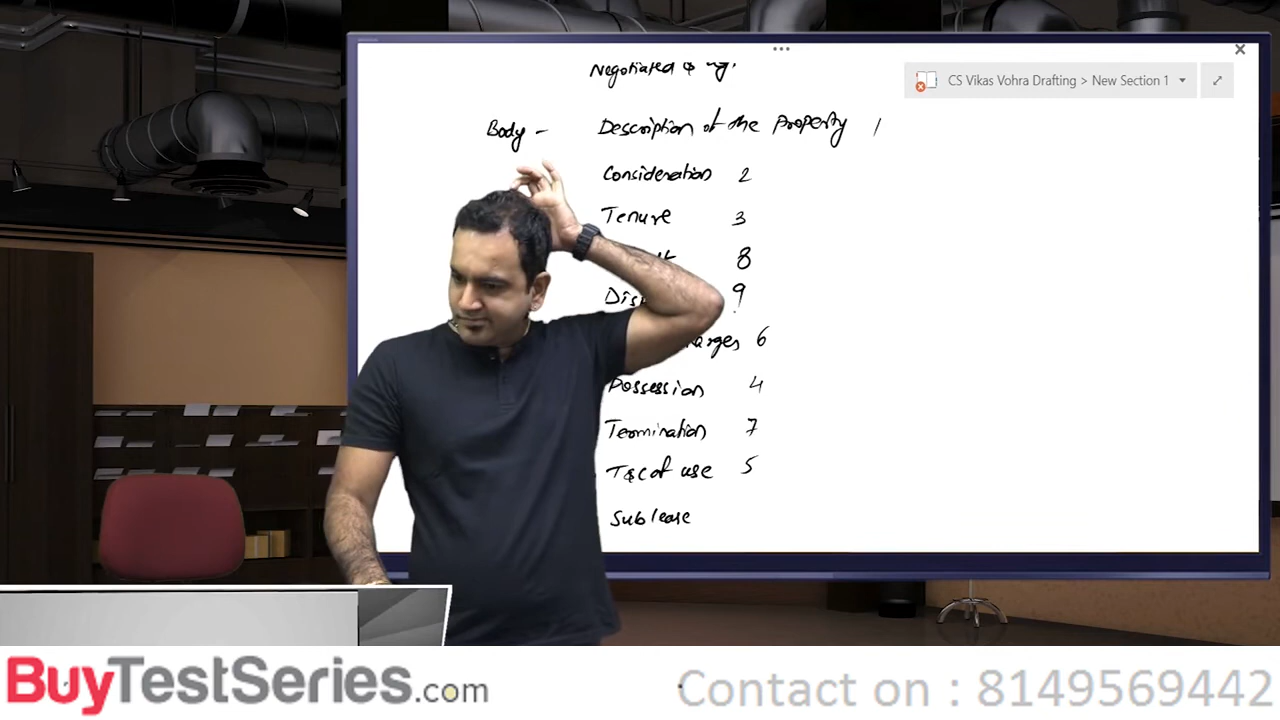 Negotiated &
CS Vikas Vohra Drafting > New Section 1
Body - Description of the Property 1
Consideration 2
Tenure 3
8
9
6
Possession 4
Termination 7
T&C of use 5
Sublease
BuyTestSeries.com
Contact on : 8149569442